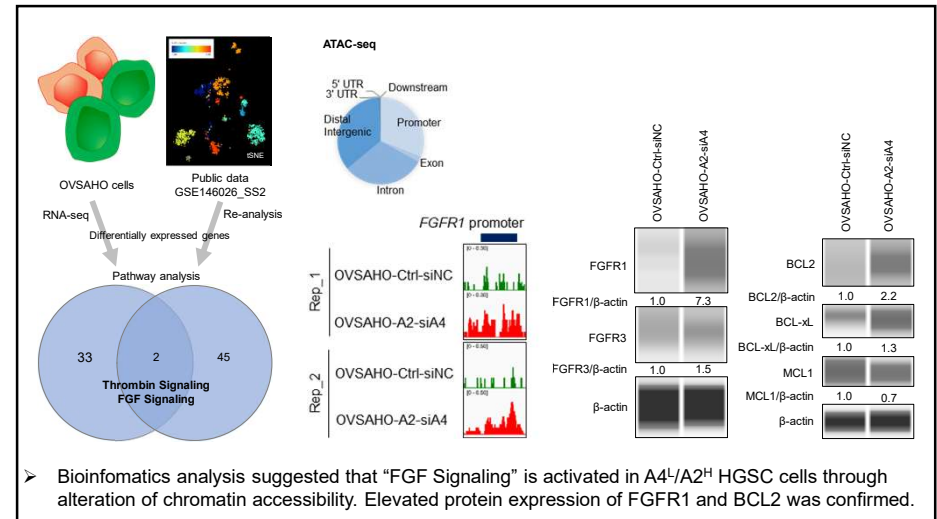 ATAC-seq
5' UTR
3' UTR
Downstream
Distal
Intergenic
Promoter
Exon
Intron
tSNE
OVSAHO cells
Public data
GSE146026_SS2
RNA-seq
Re-analysis
Differentially expressed genes
Pathway analysis
33
2
45
Thrombin Signaling
FGF Signaling
FGFR1 promoter
Rep_1
OVSAHO-Ctrl-siNC
OVSAHO-A2-siA4
Rep_2
OVSAHO-Ctrl-siNC
OVSAHO-A2-siA4
OVSAHO-Ctrl-siNC
OVSAHO-A2-siA4
FGFR1
FGFR1/β-actin 1.0 7.3
FGFR3
FGFR3/β-actin 1.0 1.5
β-actin
OVSAHO-Ctrl-siNC
OVSAHO-A2-siA4
BCL2
BCL2/β-actin 1.0 2.2
BCL-xL
BCL-xL/β-actin 1.0 1.3
MCL1
MCL1/β-actin 1.0 0.7
β-actin
➢ Bioinfomatics analysis suggested that “FGF Signaling” is activated in A4ᴸ/A2ᴴ HGSC cells through
alteration of chromatin accessibility. Elevated protein expression of FGFR1 and BCL2 was confirmed.